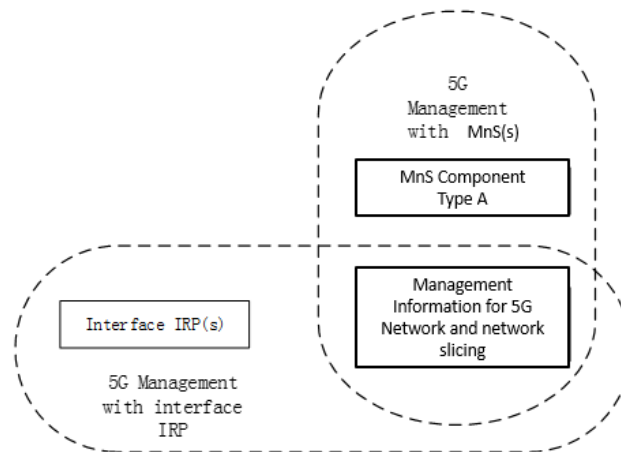 5G
Management
with MnS(s)
MnS Component
Type A
Management
Information for 5G
Network and network
slicing
Interface IRP(s)
5G Management
with interface
IRP